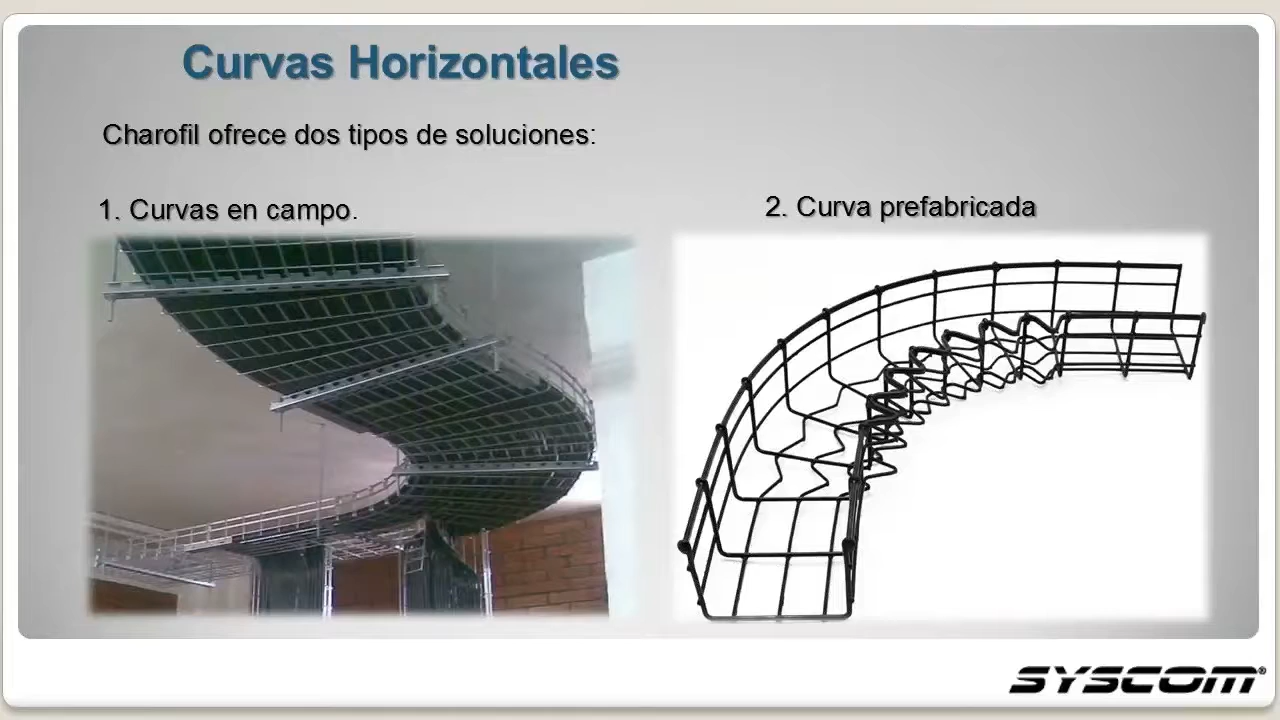 Curvas Horizontales
Charofil ofrece dos tipos de soluciones:
1. Curvas en campo.
2. Curva prefabricada
SYSCOM®